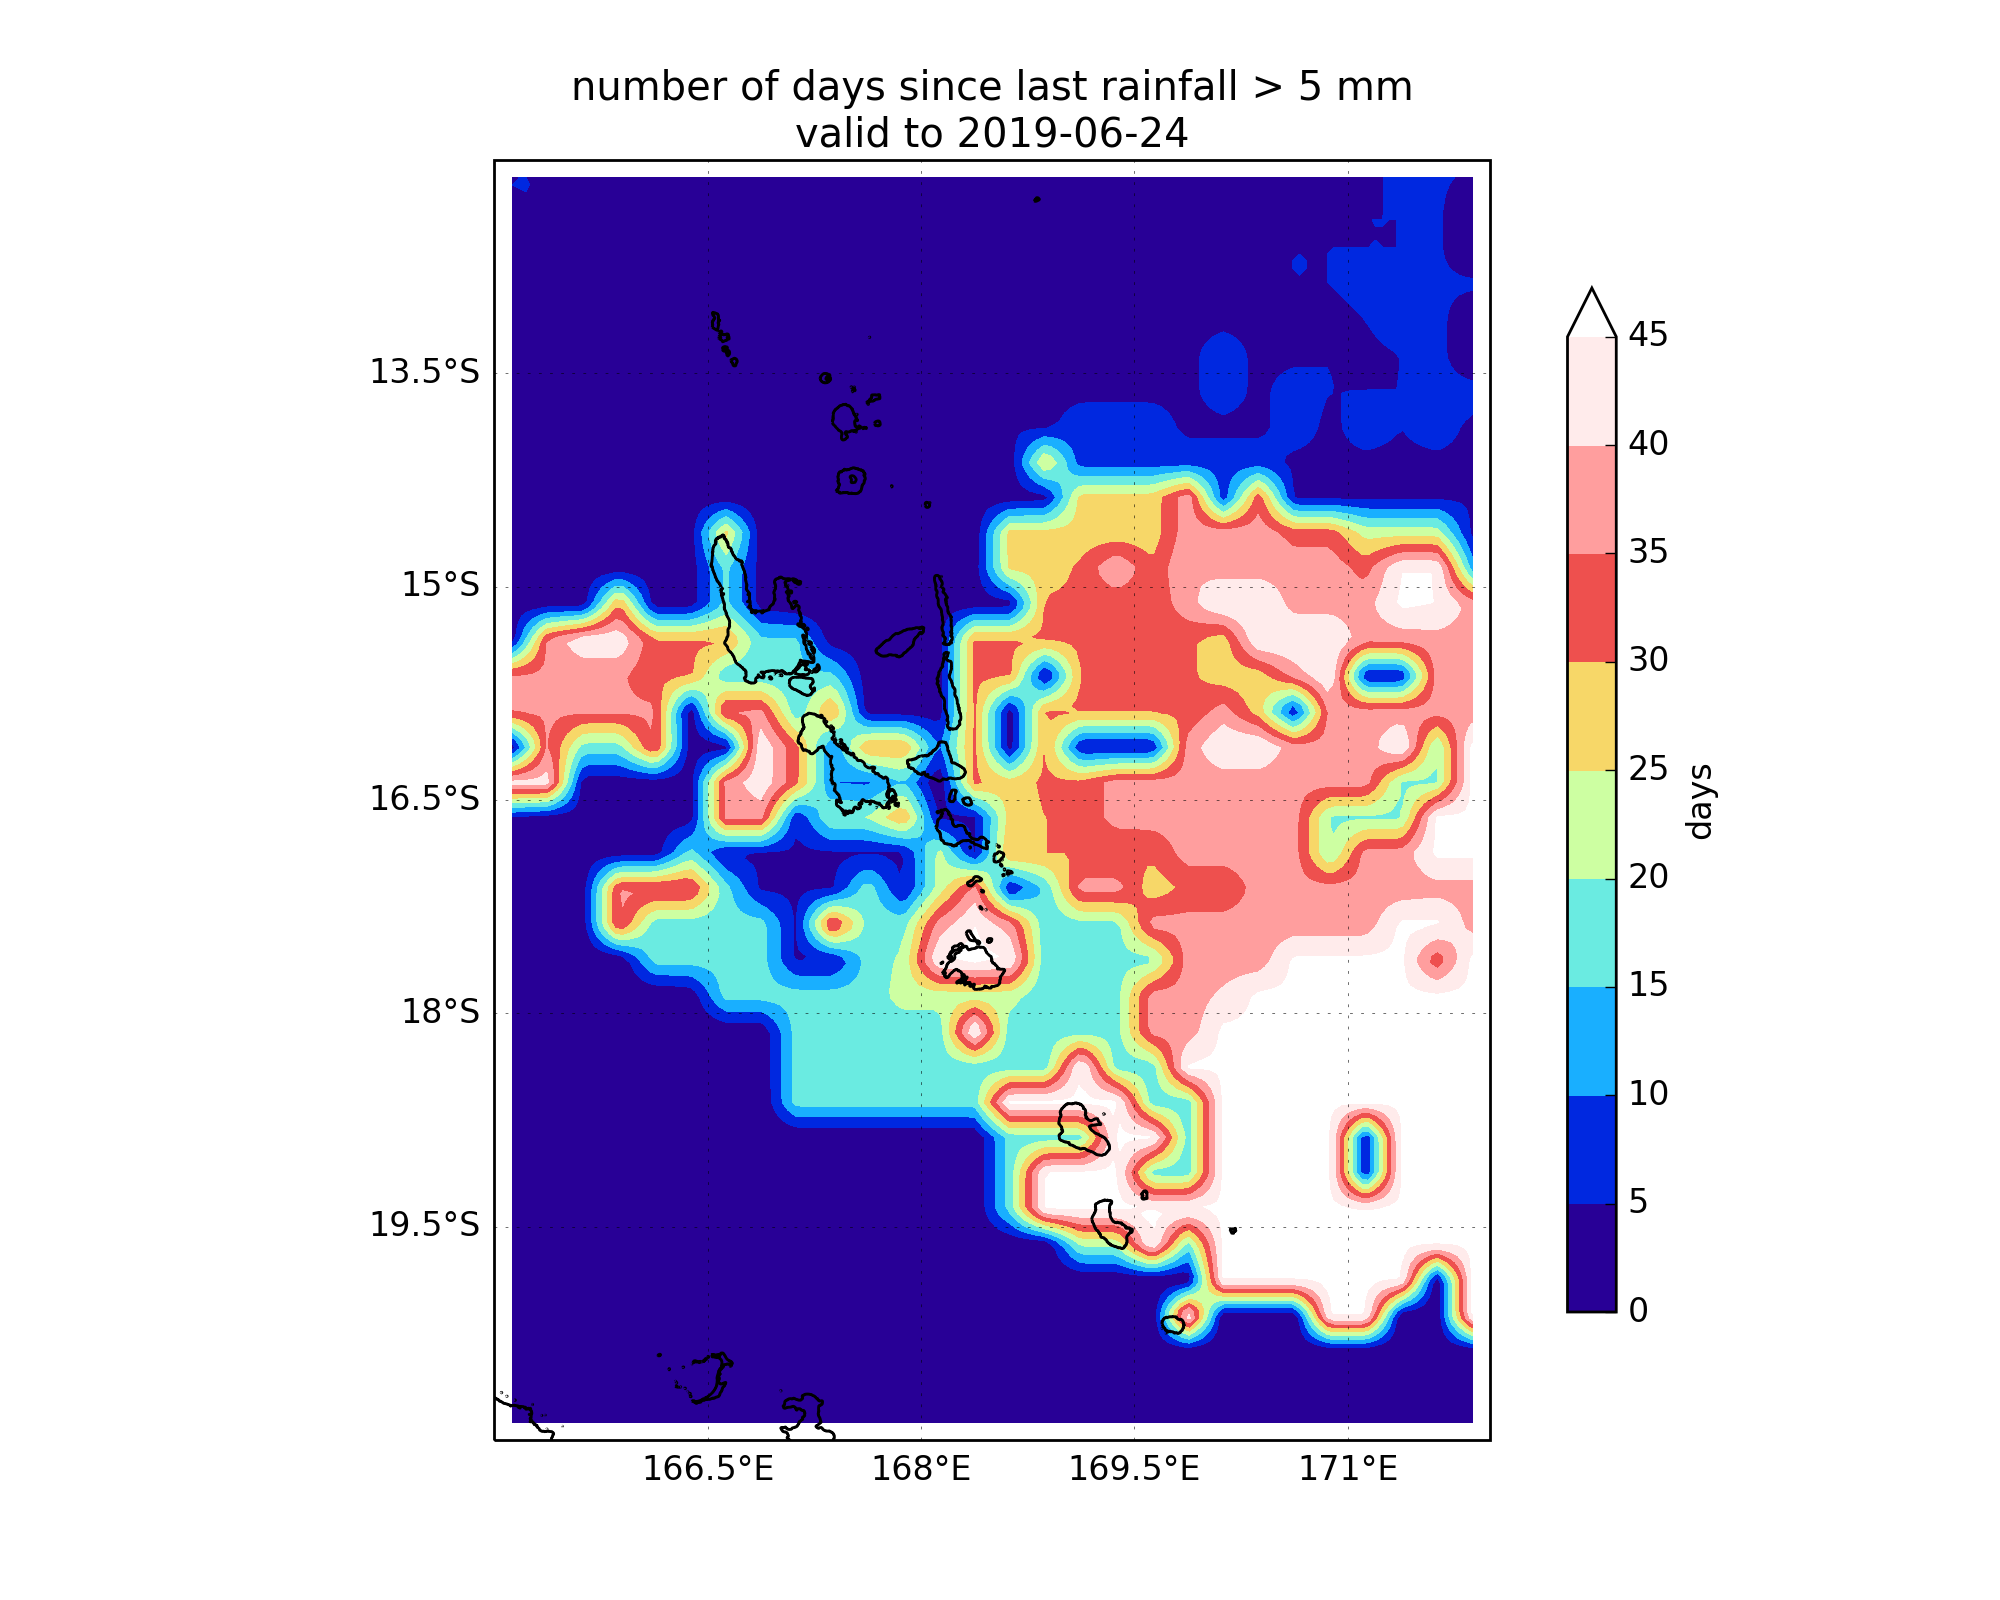 number of days since last rainfall > 5 mm
valid to 2019-06-24
13.5°S
15°S
16.5°S
18°S
19.5°S
166.5°E
168°E
169.5°E
171°E
45
40
35
30
25
20
15
10
5
0
days